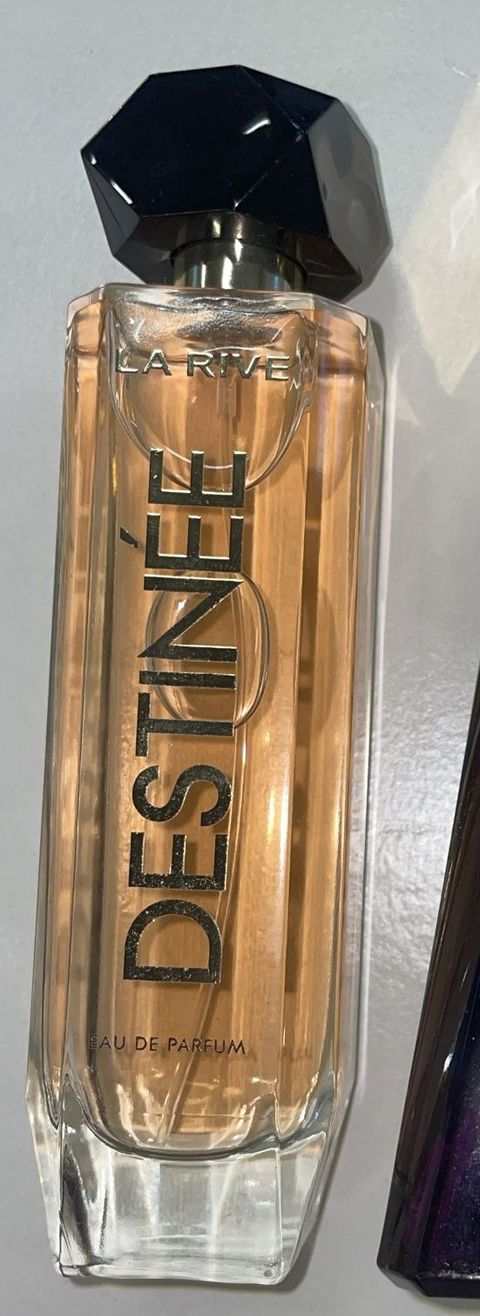 LA RIVE
DESTINÉE
EAU DE PARFUM